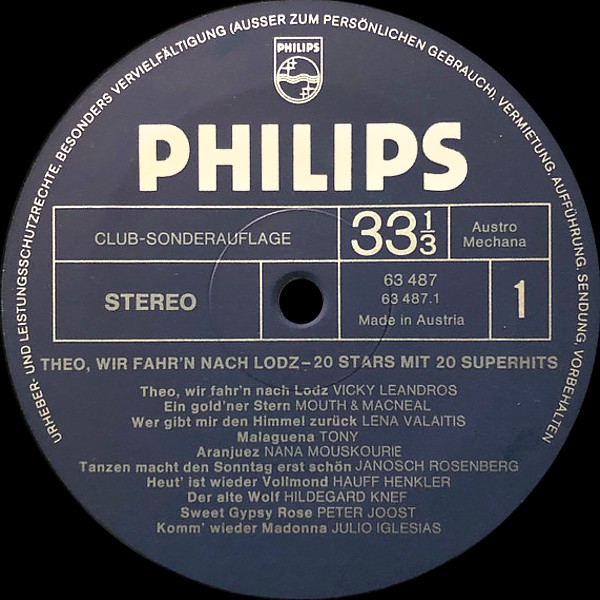 URHEBER- UND LEISTUNGSSCHUTZRECHTE, BESONDERS VERVIELFÄLTIGUNG (AUSSER ZUM PERSÖNLICHEN GEBRAUCH), VERMIETUNG, AUFFÜHRUNG, SENDUNG, VORBEHALTEN
PHILIPS
PHILIPS
CLUB-SONDERAUFLAGE
33 1/3
Austro
Mechana
STEREO
63 487
63 487.1
Made in Austria
1
THEO, WIR FAHR'N NACH LODZ – 20 STARS MIT 20 SUPERHITS
Theo, wir fahr'n nach Lodz VICKY LEANDROS
Ein gold'ner Stern MOUTH & MACNEAL
Wer gibt mir den Himmel zurück LENA VALAITIS
Malaguena TONY
Aranjuez NANA MOUSKOURIE
Tanzen macht den Sonntag erst schön JANOSCH ROSENBERG
Heut' ist wieder Vollmond HAUFF HENKLER
Der alte Wolf HILDEGARD KNEF
Sweet Gypsy Rose PETER JOOST
Komm' wieder Madonna JULIO IGLESIAS